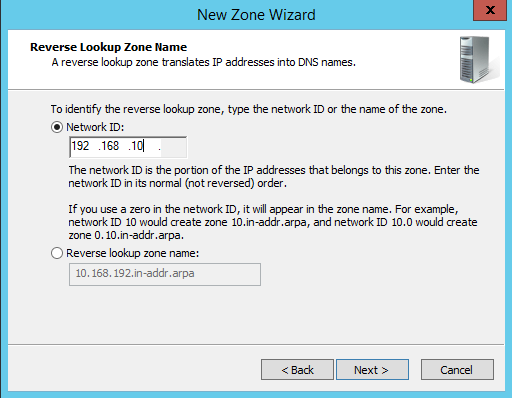 New Zone Wizard
x
Reverse Lookup Zone Name
A reverse lookup zone translates IP addresses into DNS names.
To identify the reverse lookup zone, type the network ID or the name of the zone.
Network ID:
192 .168 .10 .
The network ID is the portion of the IP addresses that belongs to this zone. Enter the
network ID in its normal (not reversed) order.
If you use a zero in the network ID, it will appear in the zone name. For example,
network ID 10 would create zone 10.in-addr.arpa, and network ID 10.0 would create
zone 0.10.in-addr.arpa.
Reverse lookup zone name:
10.168.192.in-addr.arpa
< Back
Next >
Cancel